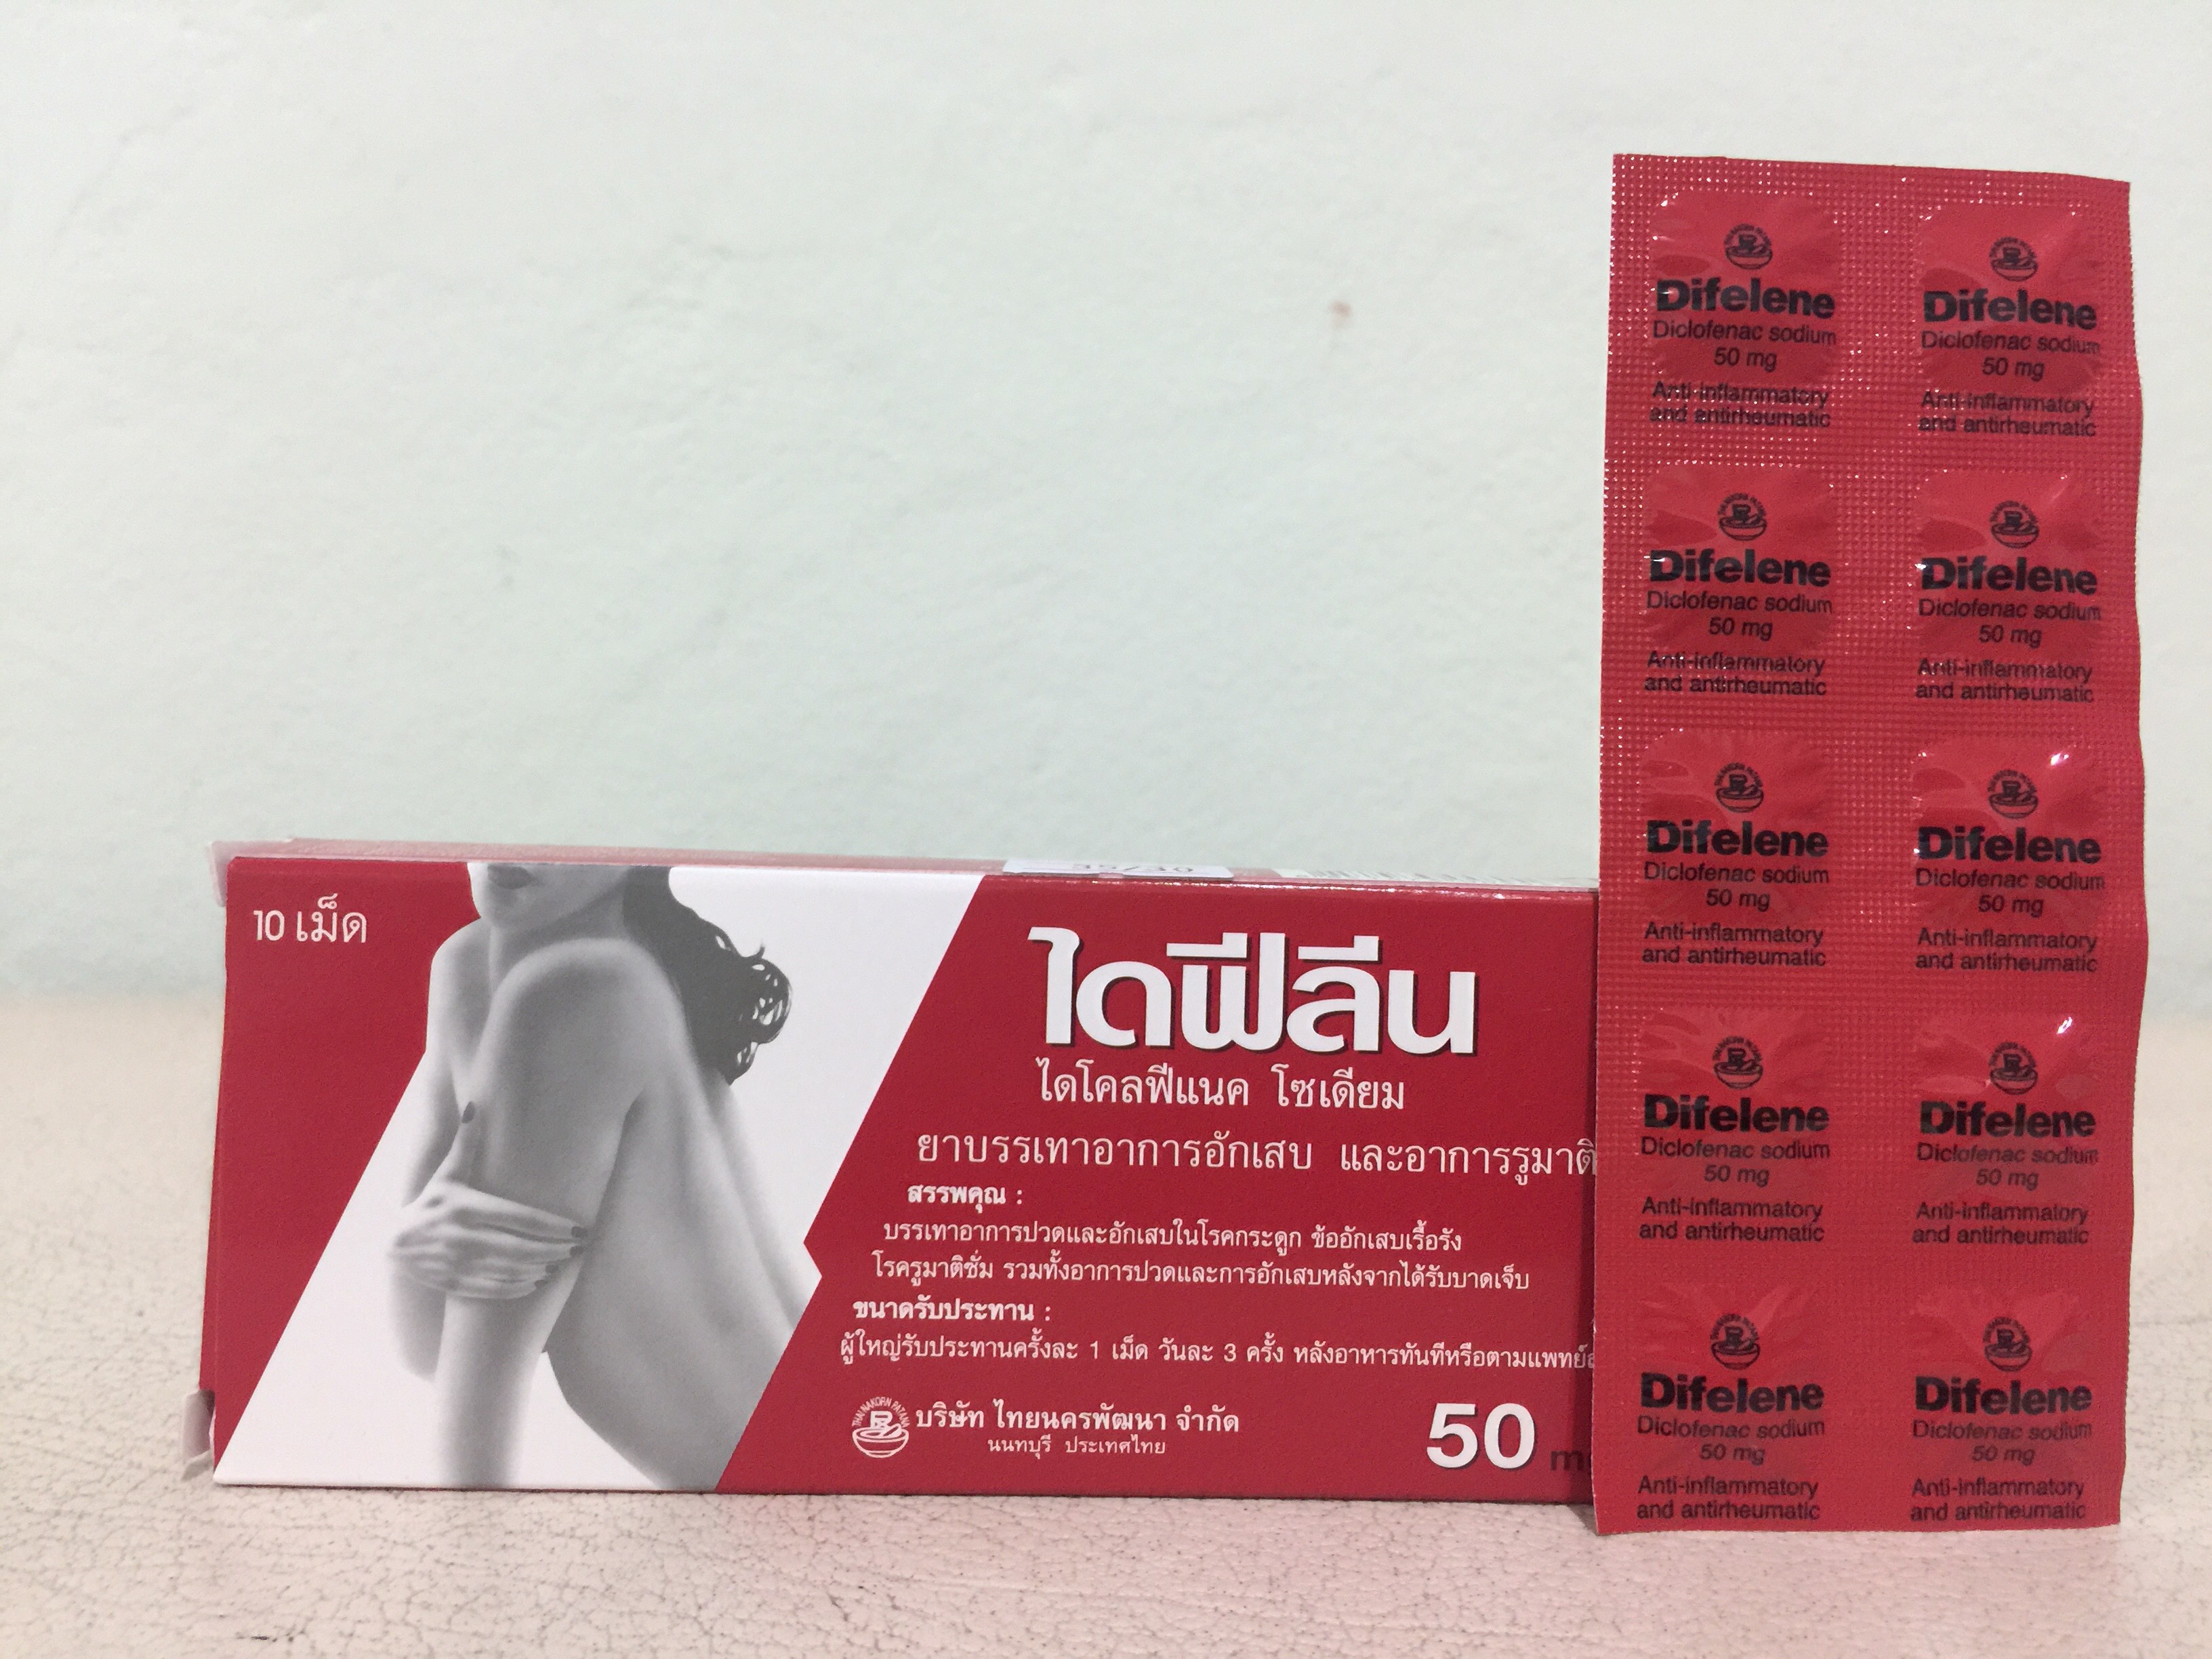 10 เม็ด
ไดฟีลีน
ไดโคลฟีแนค โซเดียม
ยาบรรเทาอาการอักเสบ และอาการรูมาติ
สรรพคุณ :
บรรเทาอาการปวดและอักเสบในโรคกระดูก ข้ออักเสบเรื้อรัง
โรครูมาติซั่ม รวมทั้งอาการปวดและการอักเสบหลังจากได้รับบาดเจ็บ
ขนาดรับประทาน :
ผู้ใหญ่รับประทานครั้งละ 1 เม็ด วันละ 3 ครั้ง หลังอาหารทันทีหรือตามแพทย์
THAI NAKORN PATANA
บริษัท ไทยนครพัฒนา จำกัด
นนทบุรี ประเทศไทย
50 m
Difelene Difelene
Diclofenac sodium Diclofenac sodium
50 mg 50 mg
Anti-inflammatory Anti-inflammatory
and antirheumatic and antirheumatic
Difelene Difelene
Diclofenac sodium Diclofenac sodium
50 mg 50 mg
Anti-inflammatory Anti-inflammatory
and antirheumatic and antirheumatic
Difelene Difelene
Diclofenac sodium Diclofenac sodium
50 mg 50 mg
Anti-inflammatory Anti-inflammatory
and antirheumatic and antirheumatic
Difelene Difelene
Diclofenac sodium Diclofenac sodium
50 mg 50 mg
Anti-inflammatory Anti-inflammatory
and antirheumatic and antirheumatic
Difelene Difelene
Diclofenac sodium Diclofenac sodium
50 mg 50 mg
Anti-inflammatory Anti-inflammatory
and antirheumatic and antirheumatic